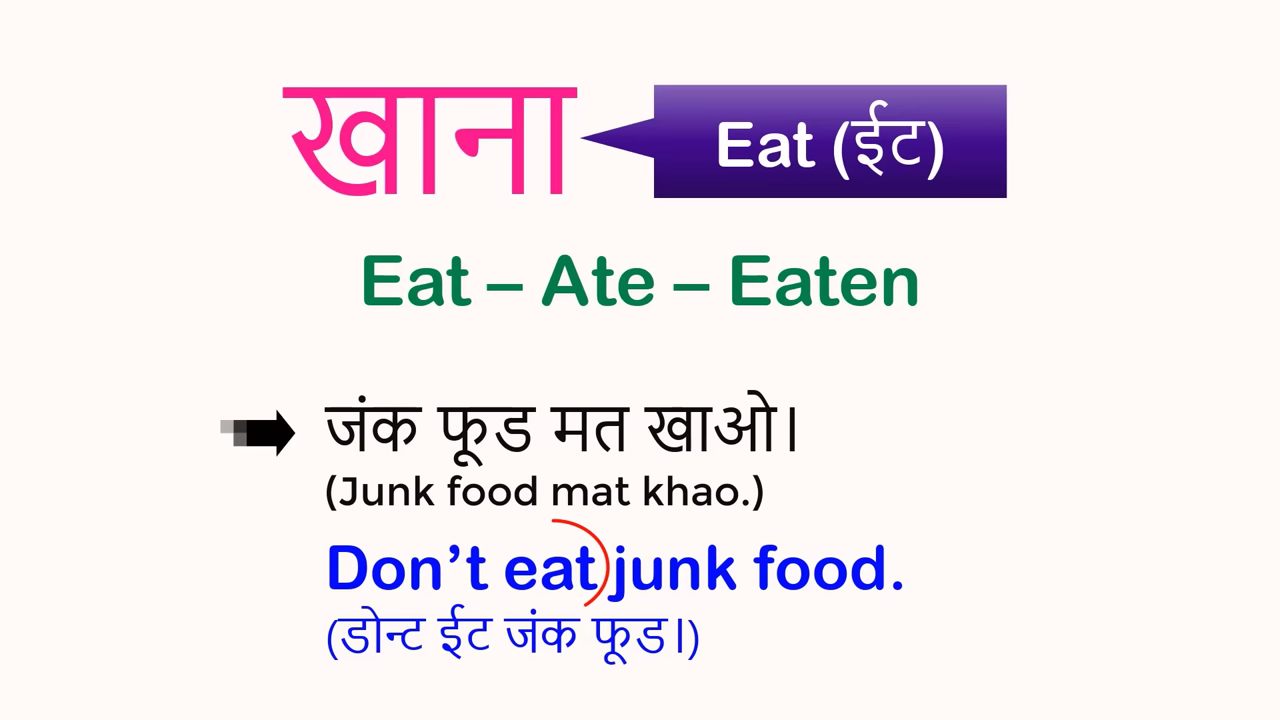 खाना
Eat (ईट)
Eat – Ate – Eaten
जंक फूड मत खाओ।
(Junk food mat khao.)
Don’t eat junk food.
(डोन्ट ईट जंक फूड।)